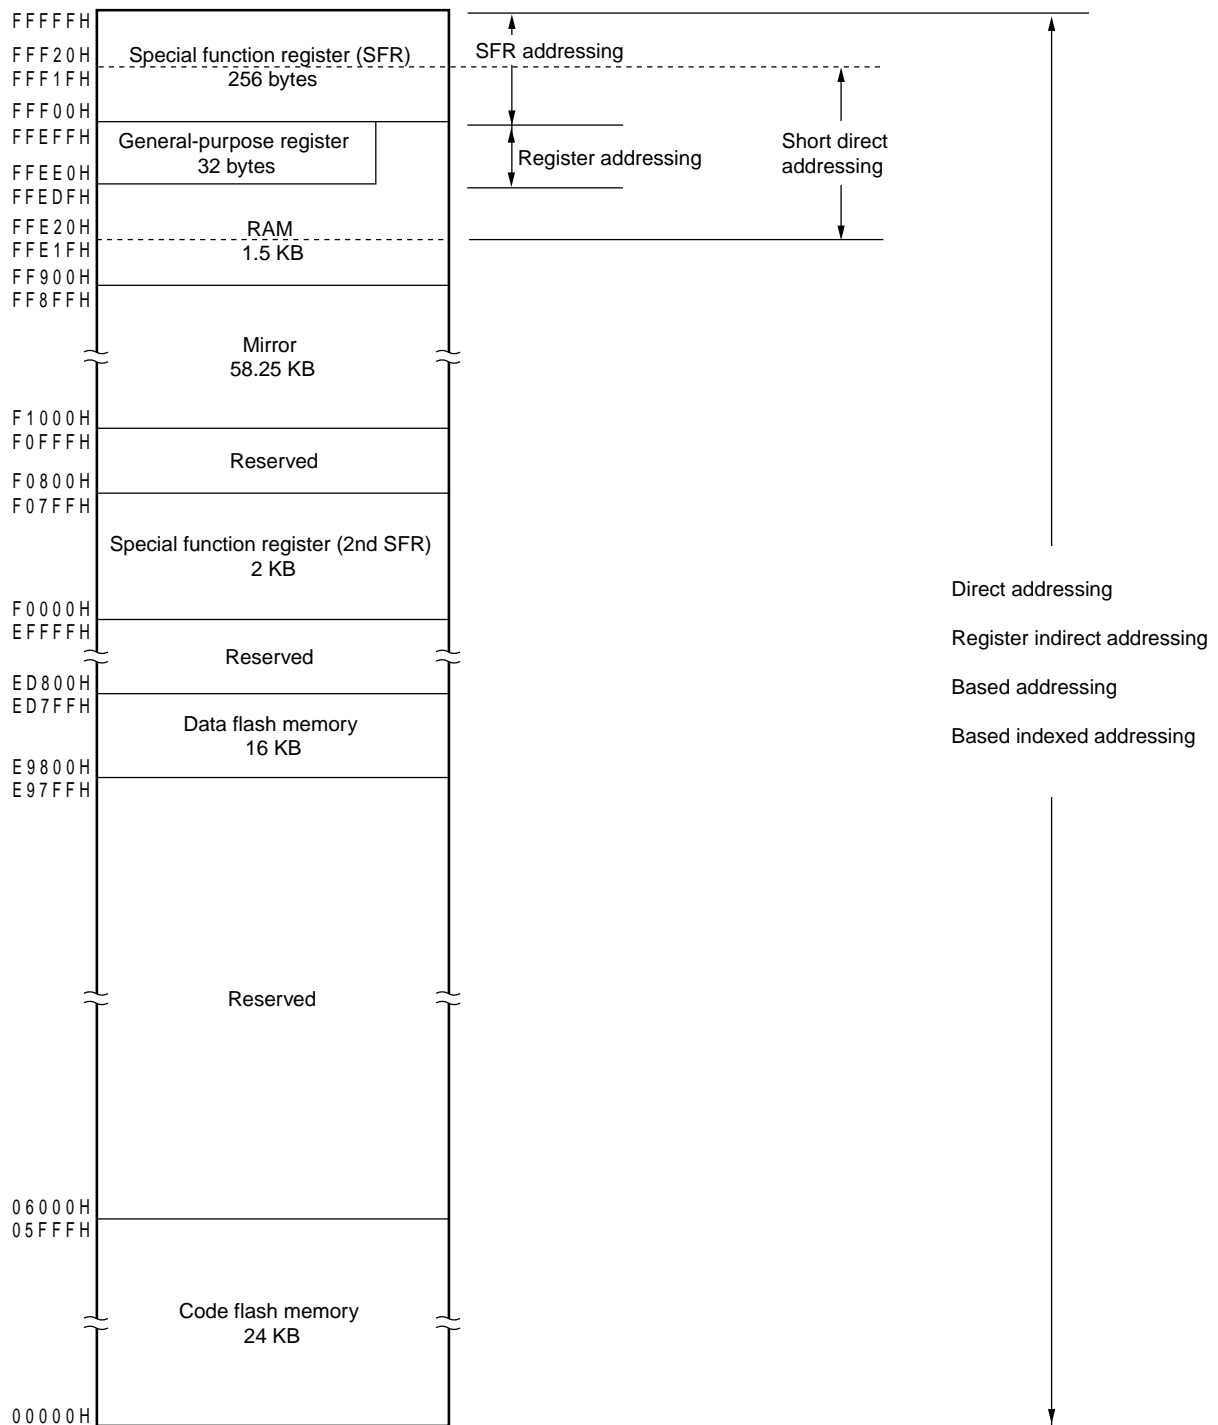 FFFFFH
FFF20H
FFF1FH
FFF00H
FFEFFH
FFEE0H
FFEDFH
FFE20H
FFE1FH
FF900H
FF8FFH
F1000H
F0FFFH
F0800H
F07FFH
F0000H
EFFFFH
ED800H
ED7FFH
E9800H
E97FFH
06000H
05FFFH
00000H
Special function register (SFR)
256 bytes
General-purpose register
32 bytes
RAM
1.5 KB
Mirror
58.25 KB
Reserved
Special function register (2nd SFR)
2 KB
Reserved
Data flash memory
16 KB
Reserved
Code flash memory
24 KB
SFR addressing
Register addressing
Short direct
addressing
Direct addressing
Register indirect addressing
Based addressing
Based indexed addressing